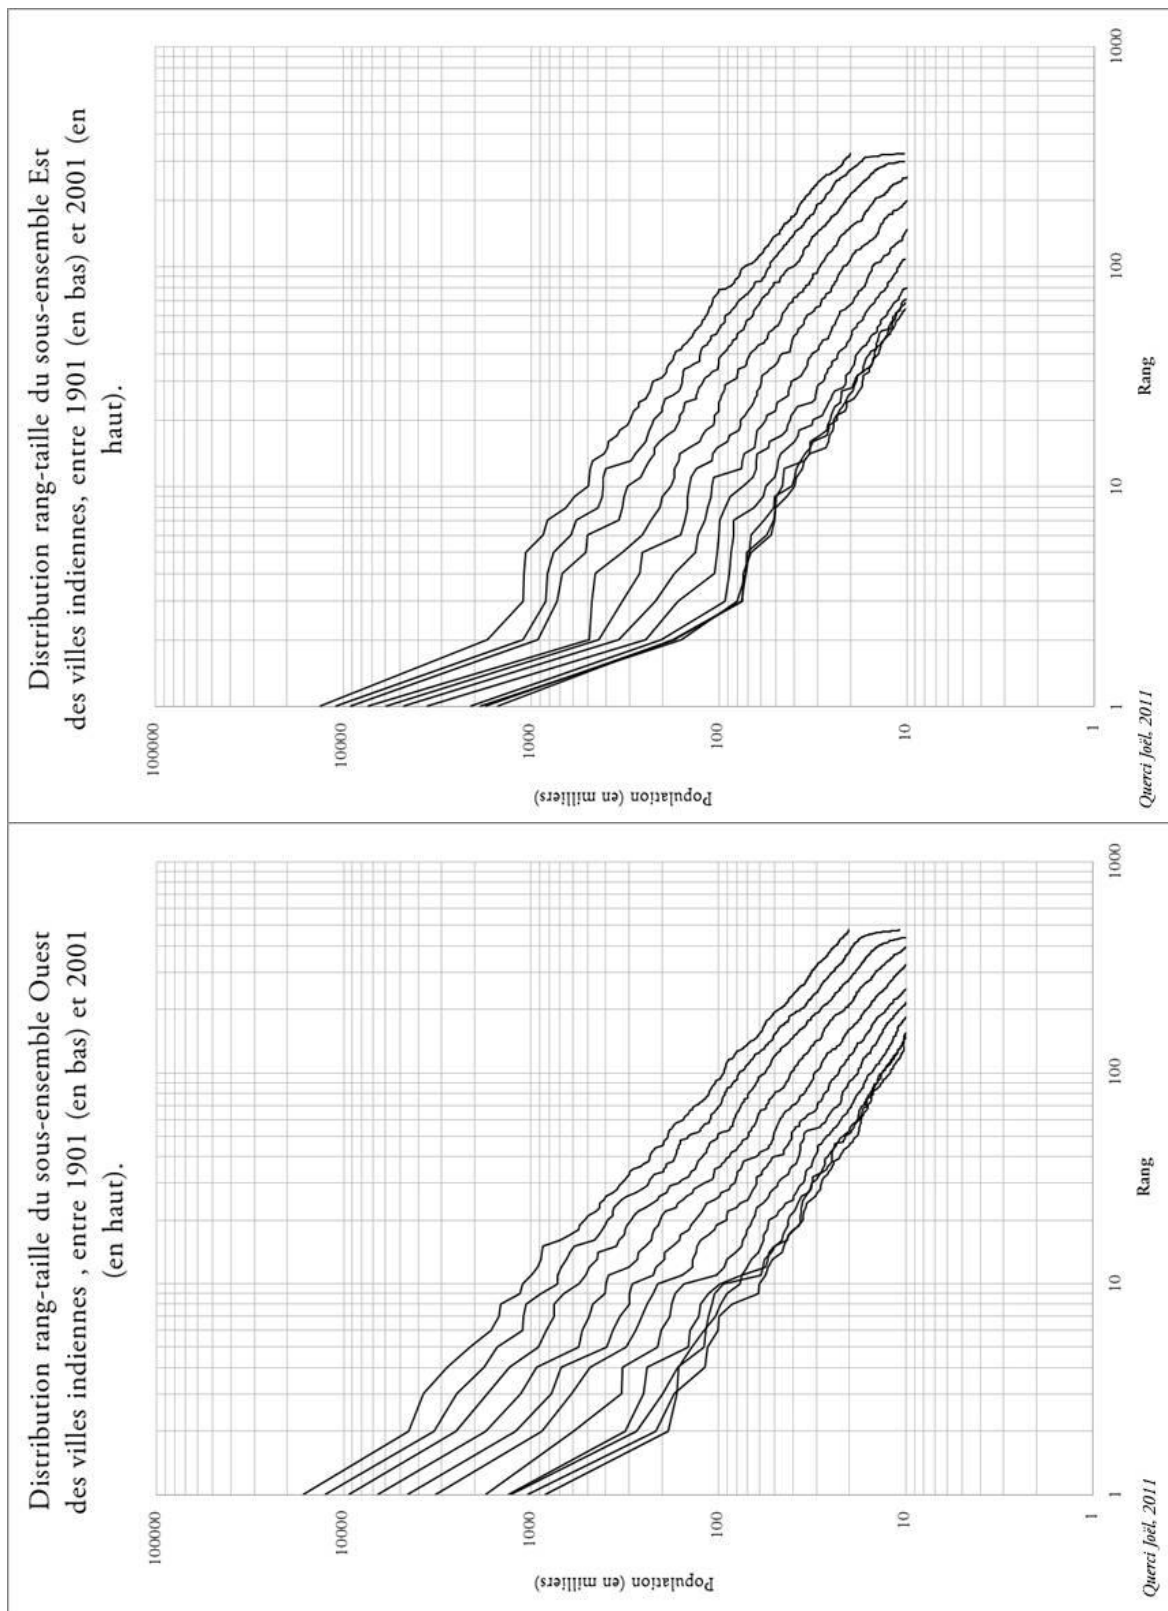 Distribution rang-taille du sous-ensemble Ouest
des villes indiennes , entre 1901 (en bas) et 2001
(en haut).
100000
10000
1000
100
10
1
Population (en milliers)
1
10
100
1000
Rang
Querci Joël, 2011
Distribution rang-taille du sous-ensemble Est
des villes indiennes, entre 1901 (en bas) et 2001 (en
haut).
100000
10000
1000
100
10
1
Population (en milliers)
1
10
100
1000
Rang
Querci Joël, 2011